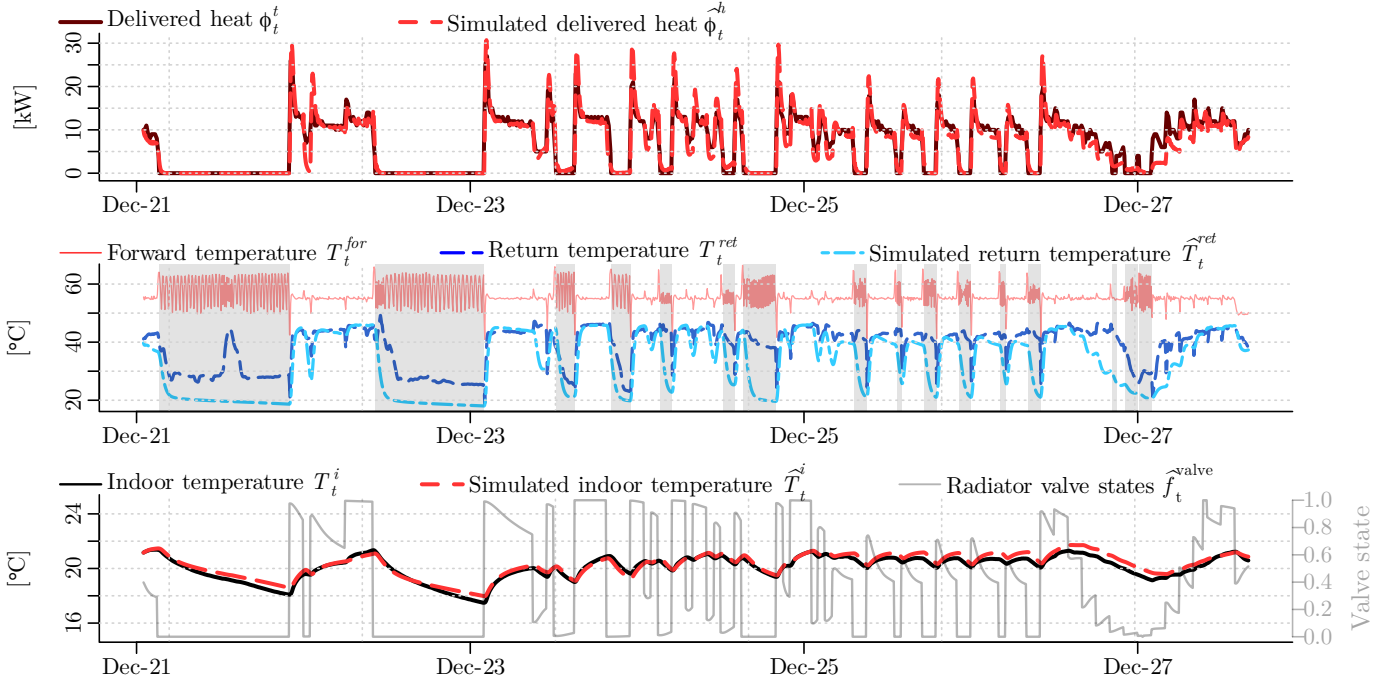 Delivered heat ϕ_t^t Simulated delivered heat ϕ̂_t^h
30
20
10
0
[kW]
Dec-21 Dec-23 Dec-25 Dec-27
Forward temperature T_t^for Return temperature T_t^ret Simulated return temperature T̂_t^ret
60
40
20
[°C]
Dec-21 Dec-23 Dec-25 Dec-27
Indoor temperature T_t^i Simulated indoor temperature T̂_t^i Radiator valve states f̂_t^valve
24
20
16
[°C]
1.0
0.8
0.6
0.4
0.2
0.0
Valve state
Dec-21 Dec-23 Dec-25 Dec-27